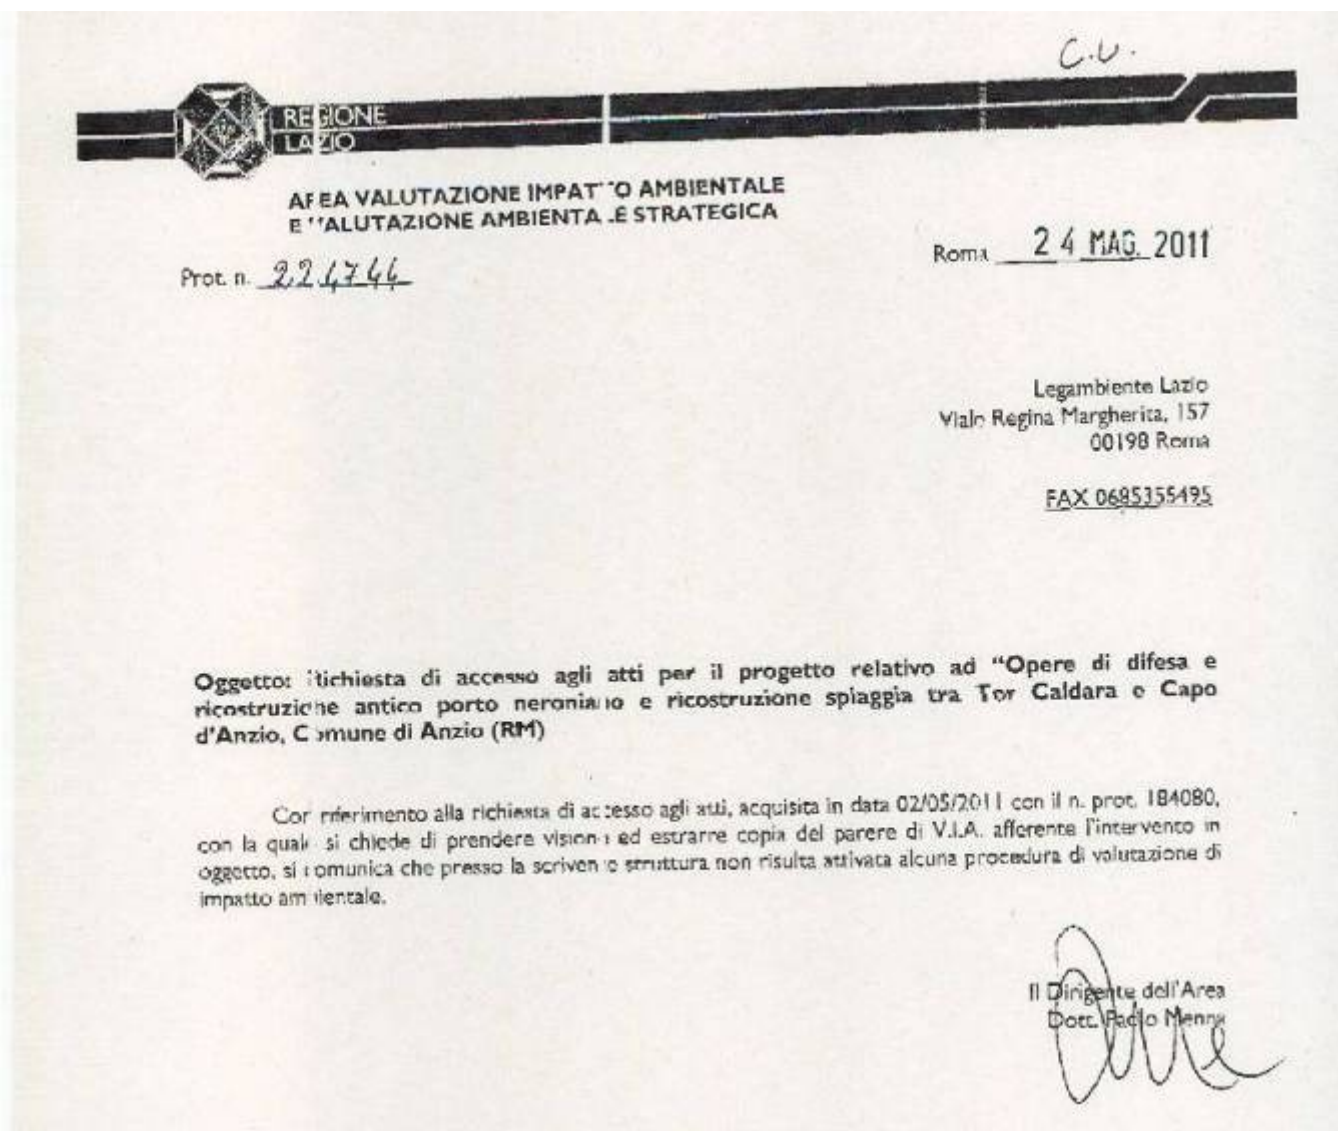 C.U.
REGIONE
LAZIO
AREA VALUTAZIONE IMPATTO AMBIENTALE
E VALUTAZIONE AMBIENTALE STRATEGICA
Roma 24 MAG. 2011
Prot. n.
Legambiente Lazio
Viale Regina Margherita, 157
00198 Roma
FAX 0685355495
Oggetto: Richiesta di accesso agli atti per il progetto relativo ad "Opere di difesa e
ricostruzione antico porto neroniano e ricostruzione spiaggia tra Tor Caldara e Capo
d'Anzio, Comune di Anzio (RM)
Con riferimento alla richiesta di accesso agli atti, acquisita in data 02/05/2011 con il n. prot. 184080,
con la quale si chiede di prendere visione ed estrarre copia del parere di V.I.A. afferente l'intervento in
oggetto, si comunica che presso la scrivente struttura non risulta attivata alcuna procedura di valutazione di
impatto ambientale.
Il Dirigente dell'Area
Dott. Paolo Menna